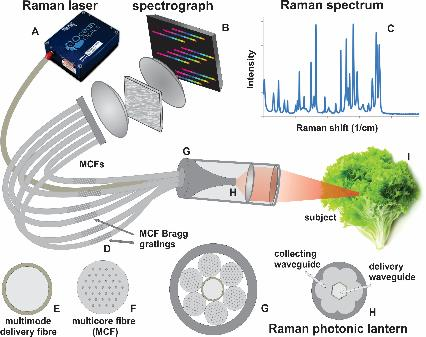 Raman laser
spectrograph
Raman spectrum
A
B
C
Intensity
Raman shift (1/cm)
MCFs
G
H
I
subject
MCF Bragg
gratings
D
E
F
G
H
collecting
waveguide
delivery
waveguide
multimode
delivery fibre
multicore fibre
(MCF)
Raman photonic lantern